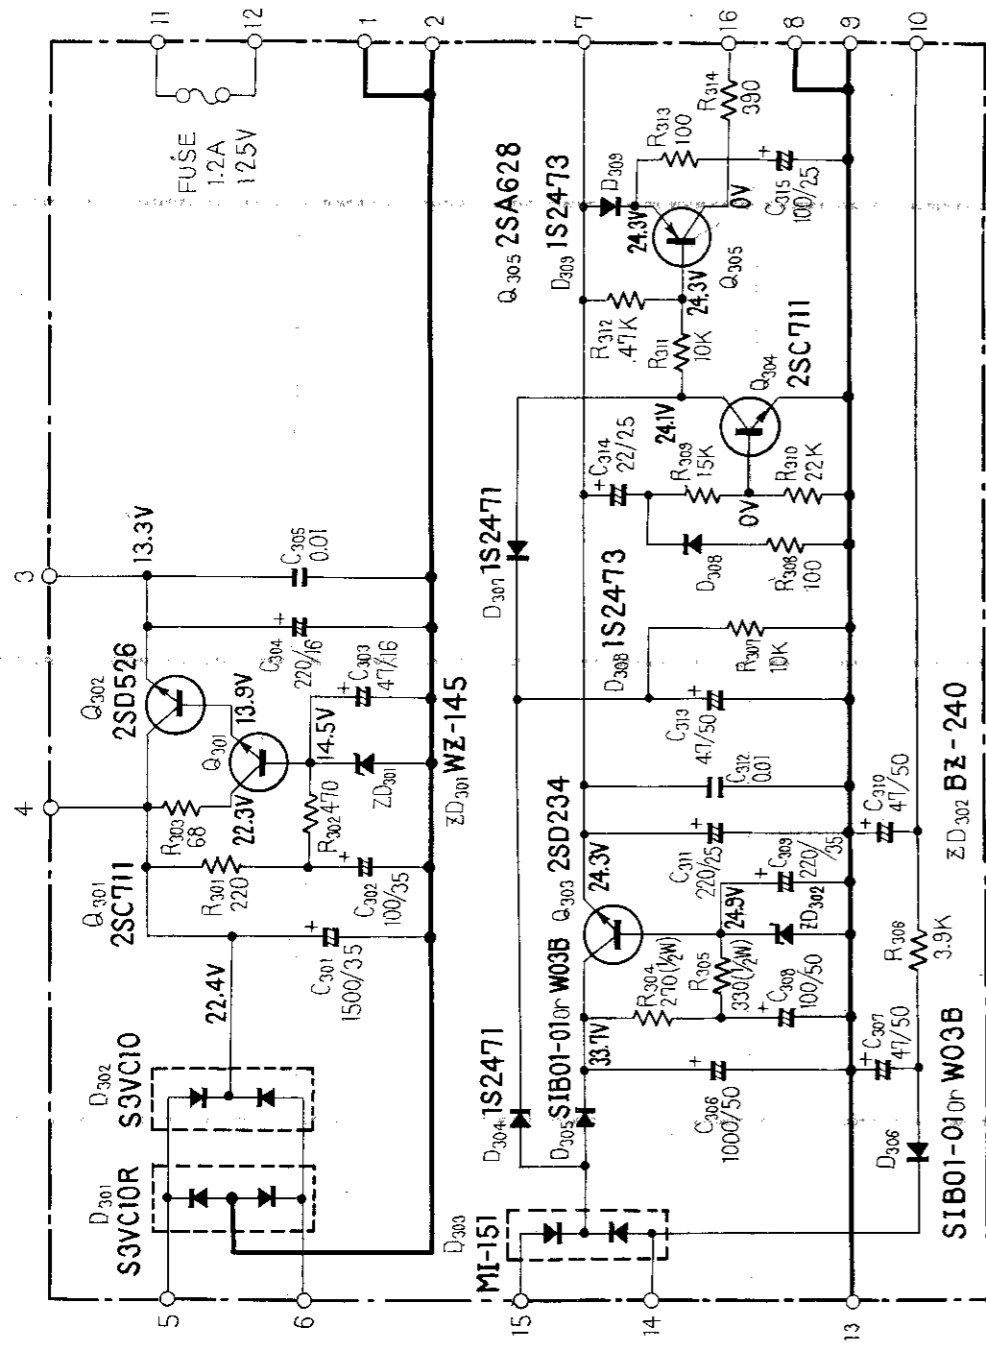 11
12
1
2
7
16
8
9
10
FUSE
1.2A
125V
R314
390
R313
100
C315
100/25
Q305 2SA628
D309 1S2473
D309
24.3V
0V
Q305
24.3V
R312
47K
R311
10K
Q304
2SC711
24.1V
C314
22/25
R309
15K
R310
22K
0V
D308
R308
100
D307 1S2471
D308 1S2473
R307
10K
3
13.3V
C305
0.01
C304
220/16
C303
47/16
Q302
2SD526
13.9V
Q301
14.5V
ZD301
ZD301 WZ-145
4
R303
68
22.3V
R302 470
R301
220
C302
100/35
Q301
2SC711
C301
1500/35
22.4V
D302
S3VC10
D301
S3VC10R
5
6
C313
47/50
C312
0.01
C311
220/25
C310
47/50
C309
220/35
ZD302 BZ-240
ZD302
Q303 2SD234
24.3V
24.9V
R304
270(½W)
R305
330(½W)
C308
100/50
33.7V
C306
1000/50
C307
47/50
R306
3.9K
D304 1S2471
D305 SIB01-01or W03B
D306
SIB01-01or W03B
D303
MI-151
15
14
13